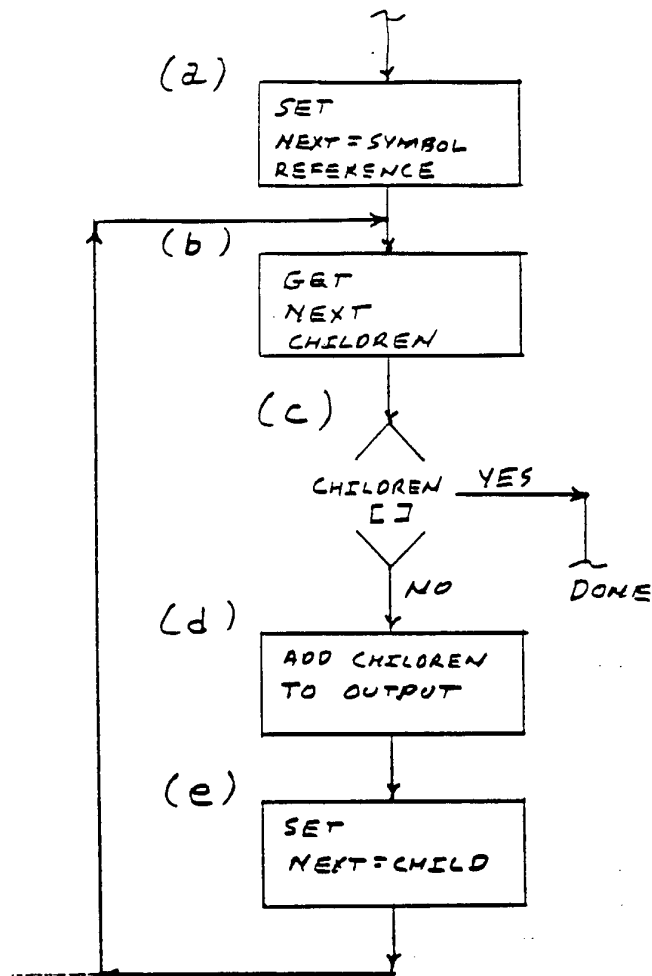 (a)
SET
NEXT = SYMBOL
REFERENCE
(b)
GET
NEXT
CHILDREN
(c)
CHILDREN
[ ]
YES
DONE
NO
(d)
ADD CHILDREN
TO OUTPUT
(e)
SET
NEXT = CHILD